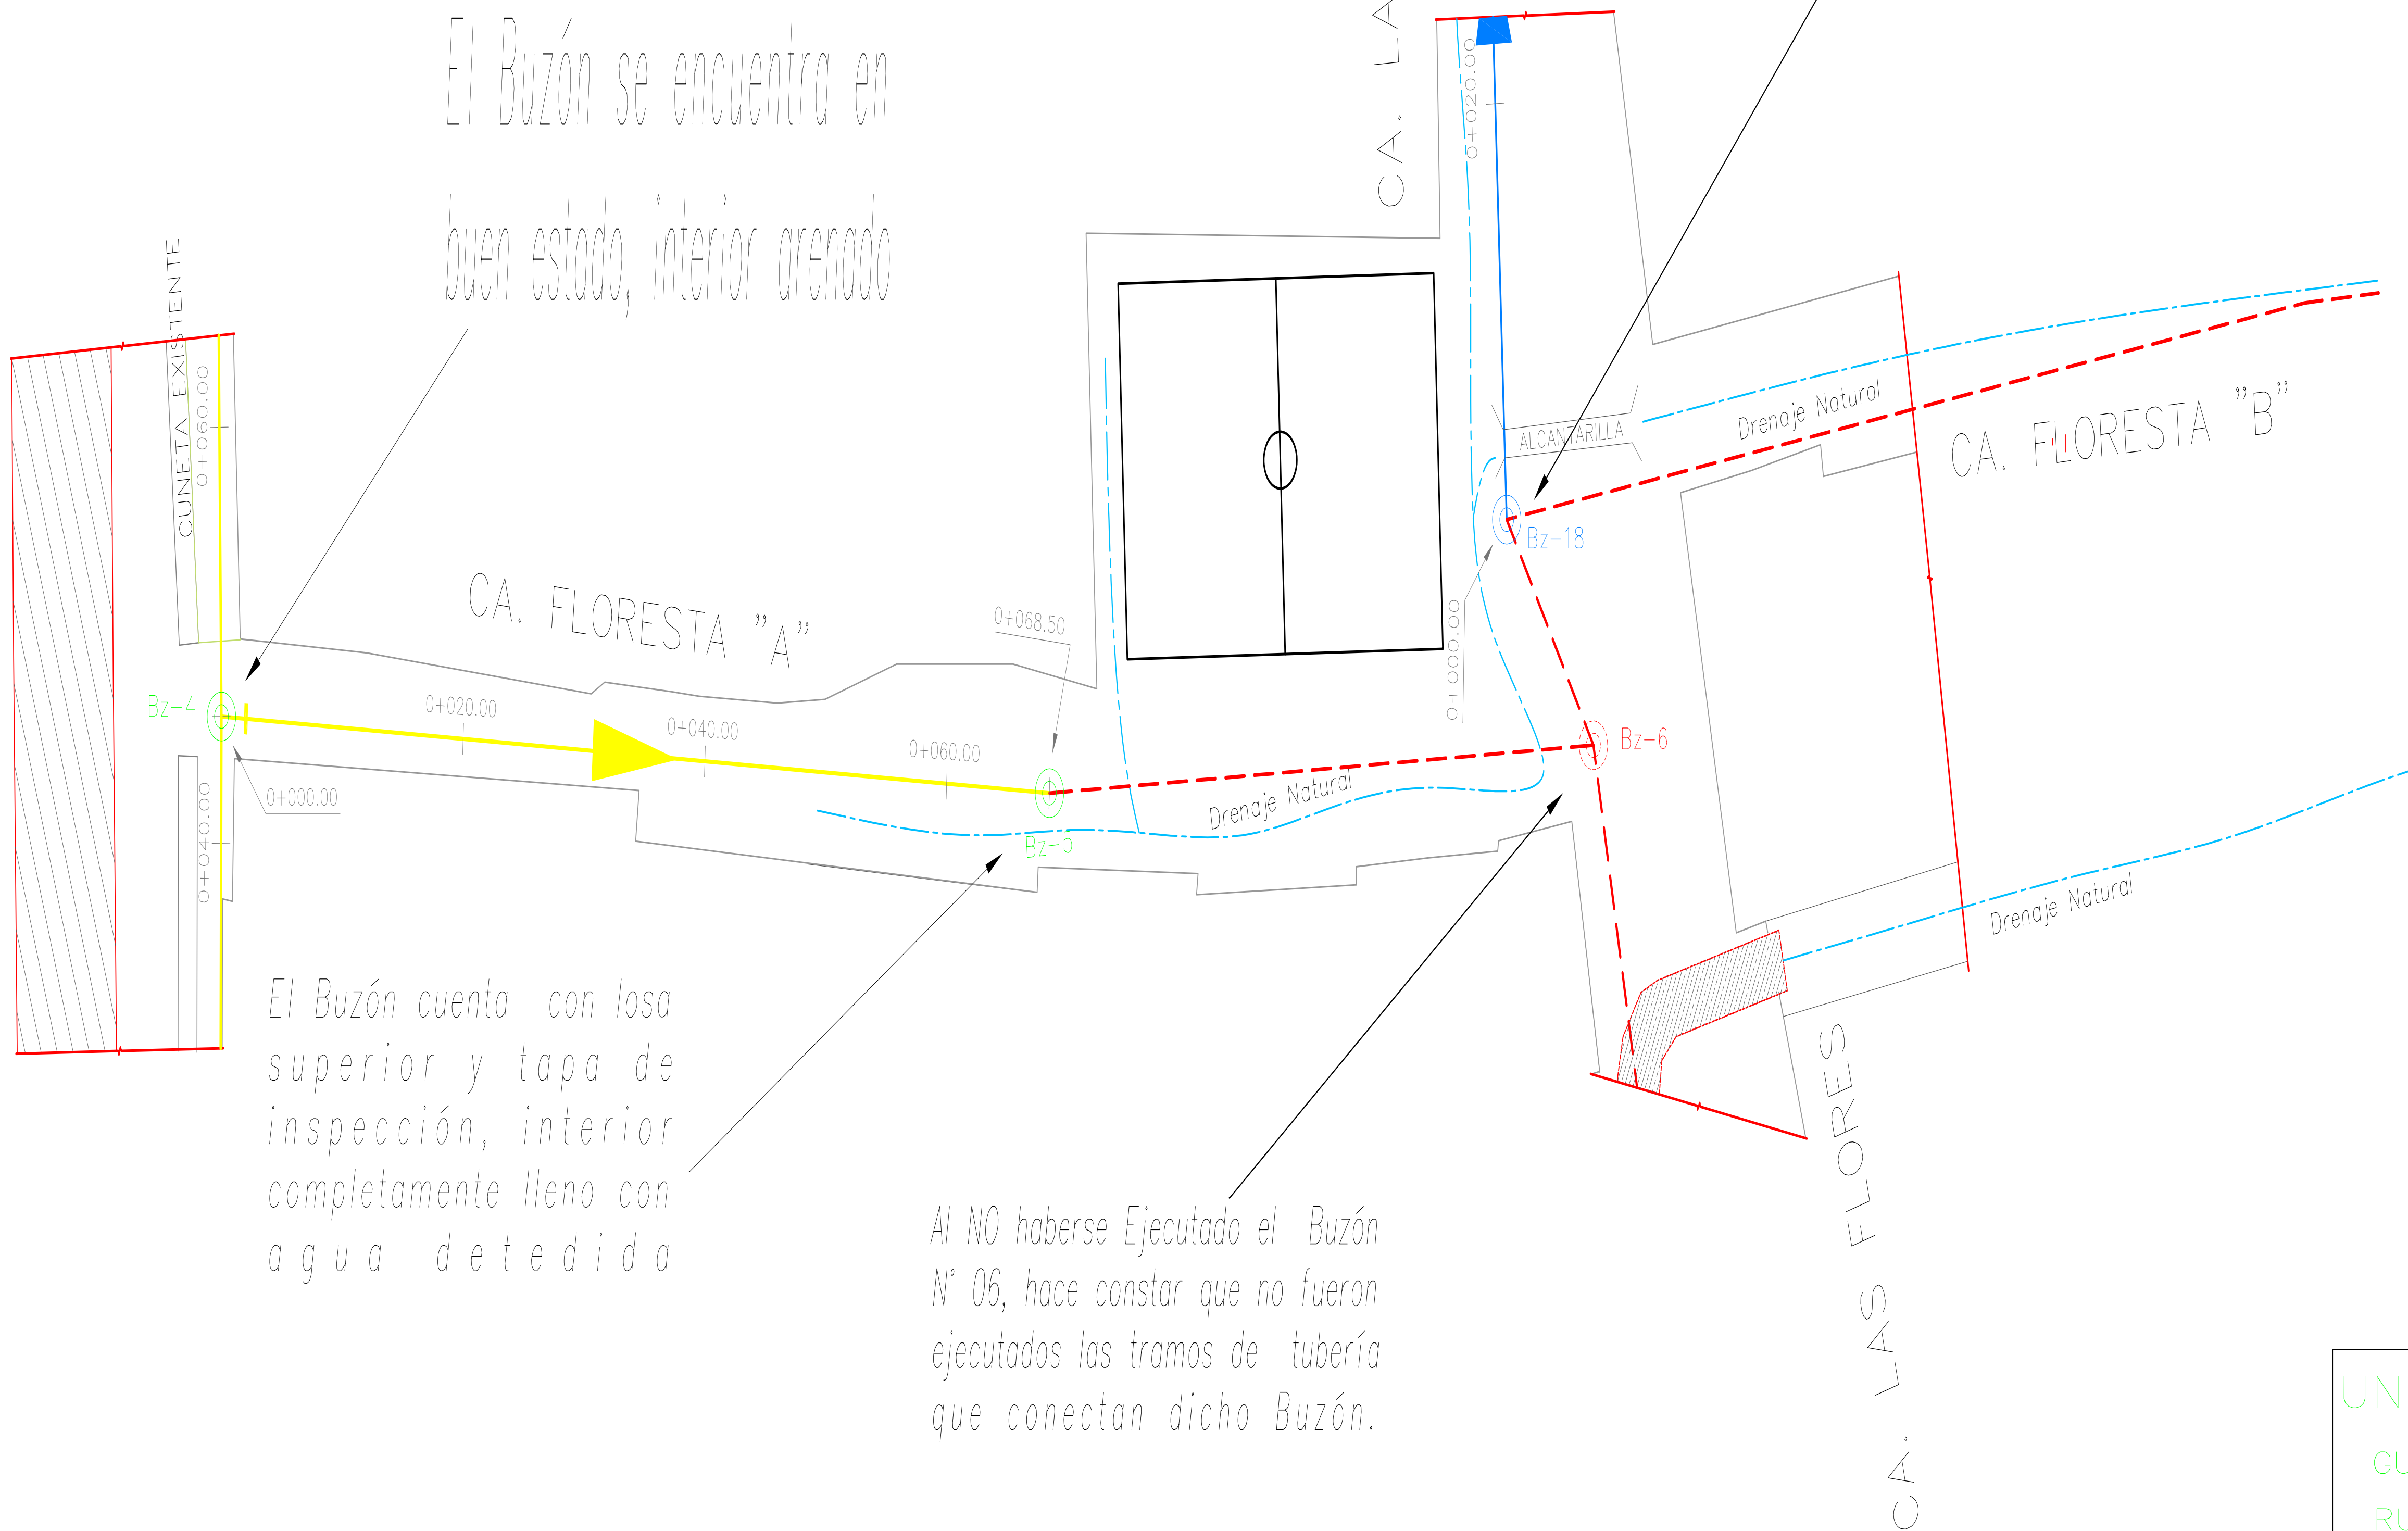 El Buzón se encuentra en
buen estado, interior arenado
CA. LA
0+020.00
CUNETA EXISTENTE
0+060.00
Drenaje Natural
ALCANTARILLA
CA. FLORESTA "B"
Bz-18
CA. FLORESTA "A"
0+068.50
0+000.00
Bz-4
0+020.00
0+040.00
0+060.00
Bz-6
0+000.00
0+040.00
Drenaje Natural
Bz-5
Drenaje Natural
El Buzón cuenta con losa
superior y tapa de
inspección, interior
completamente lleno con
agua detedida
Al NO haberse Ejecutado el Buzón
N° 06, hace constar que no fueron
ejecutados las tramos de tubería
que conectan dicho Buzón.
CA. LAS FLORES
UN
GU
RU